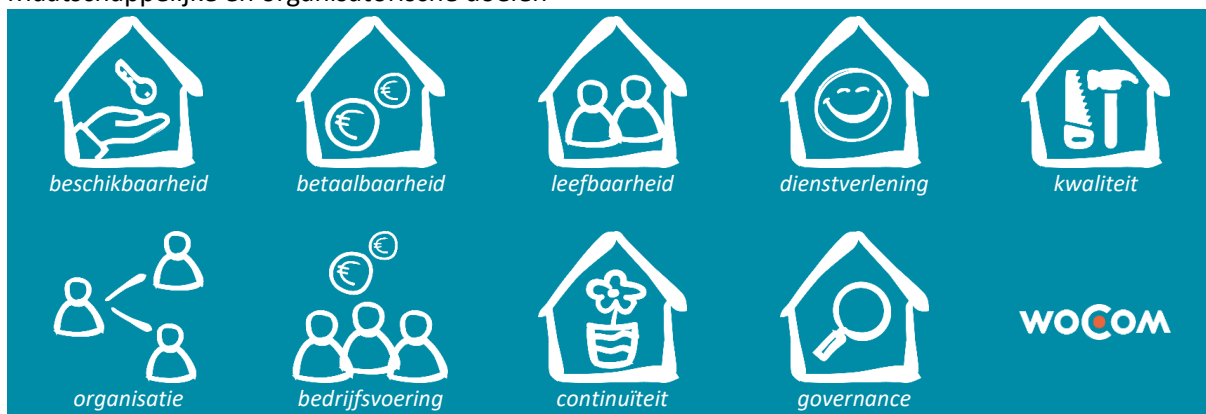 maatschappelijke en organisatorische doelen
beschikbaarheid betaalbaarheid leefbaarheid dienstverlening kwaliteit
organisatie bedrijfsvoering continuïteit governance
WOCOM